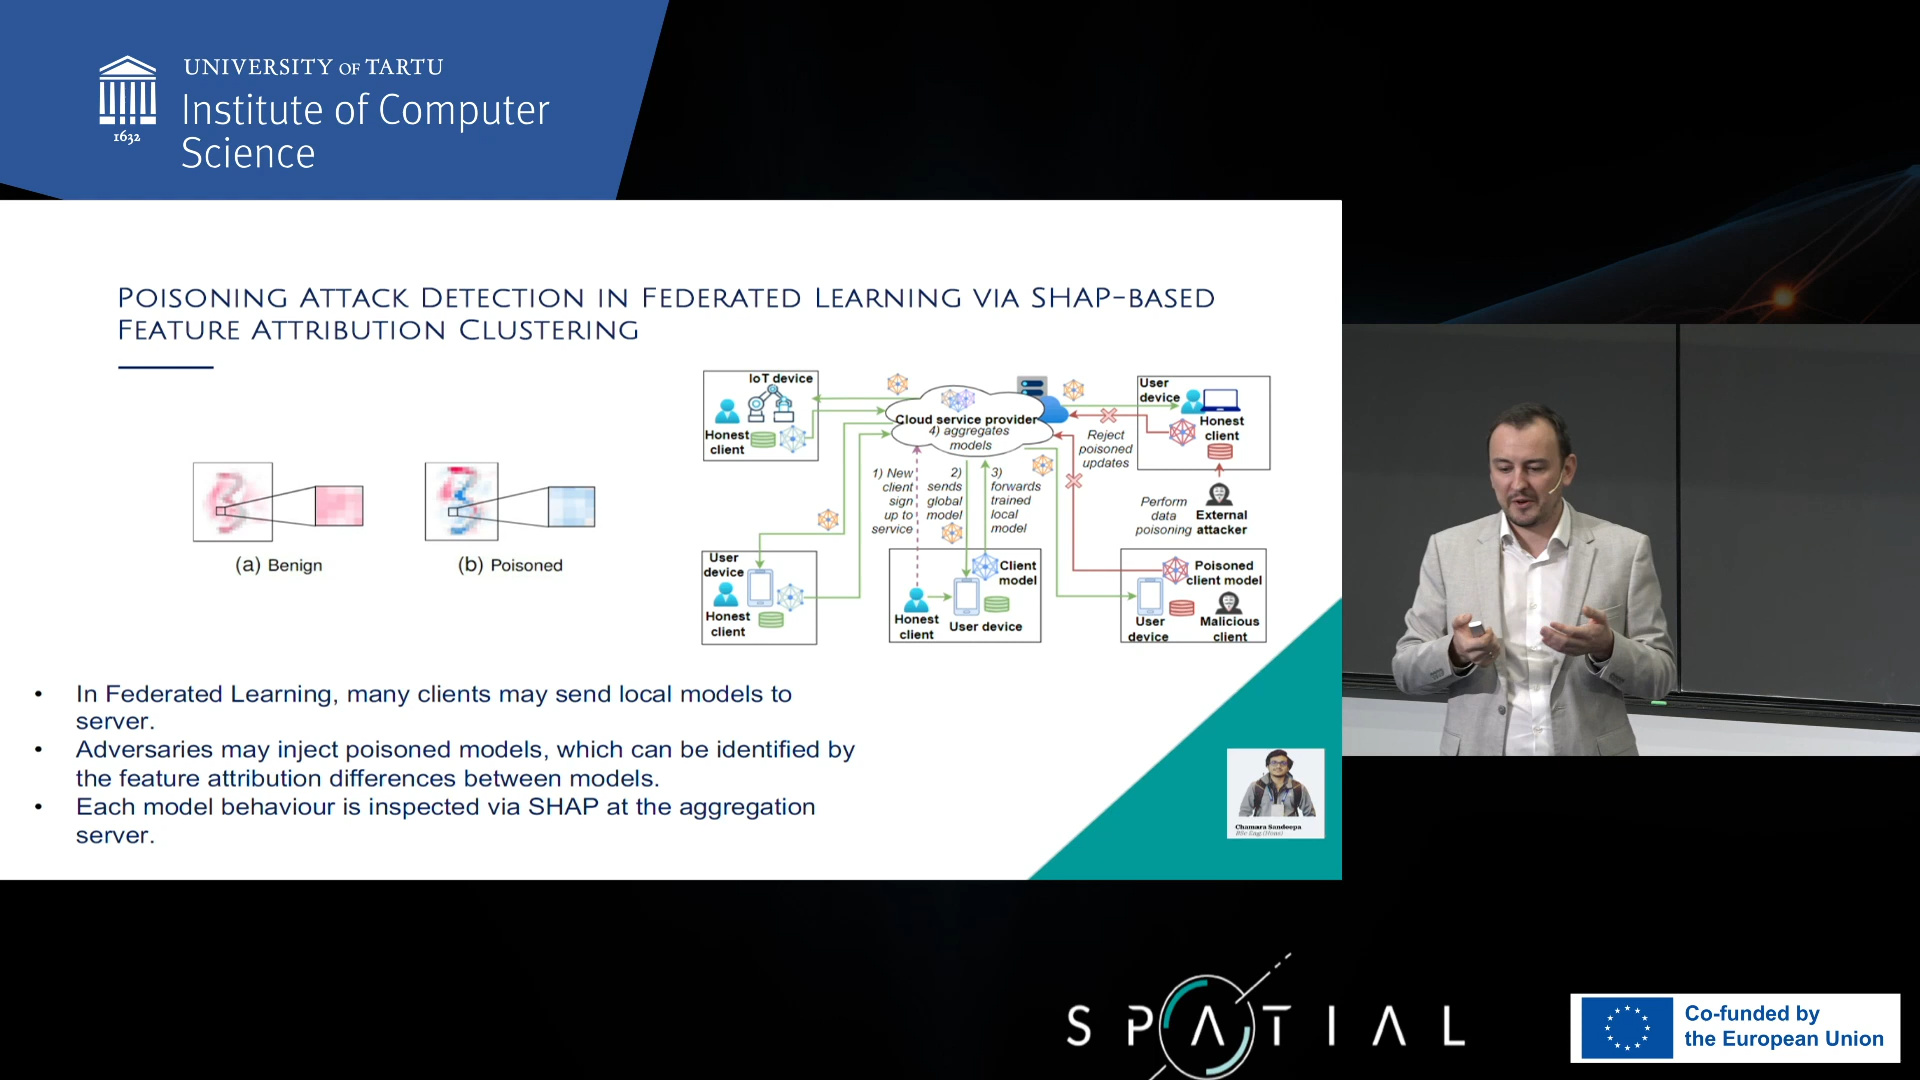 UNIVERSITY OF TARTU
Institute of Computer
Science
1632
POISONING ATTACK DETECTION IN FEDERATED LEARNING VIA SHAP-BASED
FEATURE ATTRIBUTION CLUSTERING
(a) Benign
(b) Poisoned
IoT device
Honest
client
Cloud service provider
4) aggregates
models
User
device
Honest
client
Reject
poisoned
updates
1) New
client
sign
up to
service
2)
sends
global
model
3)
forwards
trained
local
model
Perform
data
poisoning
External
attacker
User
device
Honest
client
Client
model
Honest
client
User device
Poisoned
client model
User
device
Malicious
client
• In Federated Learning, many clients may send local models to
server.
• Adversaries may inject poisoned models, which can be identified by
the feature attribution differences between models.
• Each model behaviour is inspected via SHAP at the aggregation
server.
Chamara Sandeepa
BSc Eng (Hons)
SPATIAL
Co-funded by
the European Union